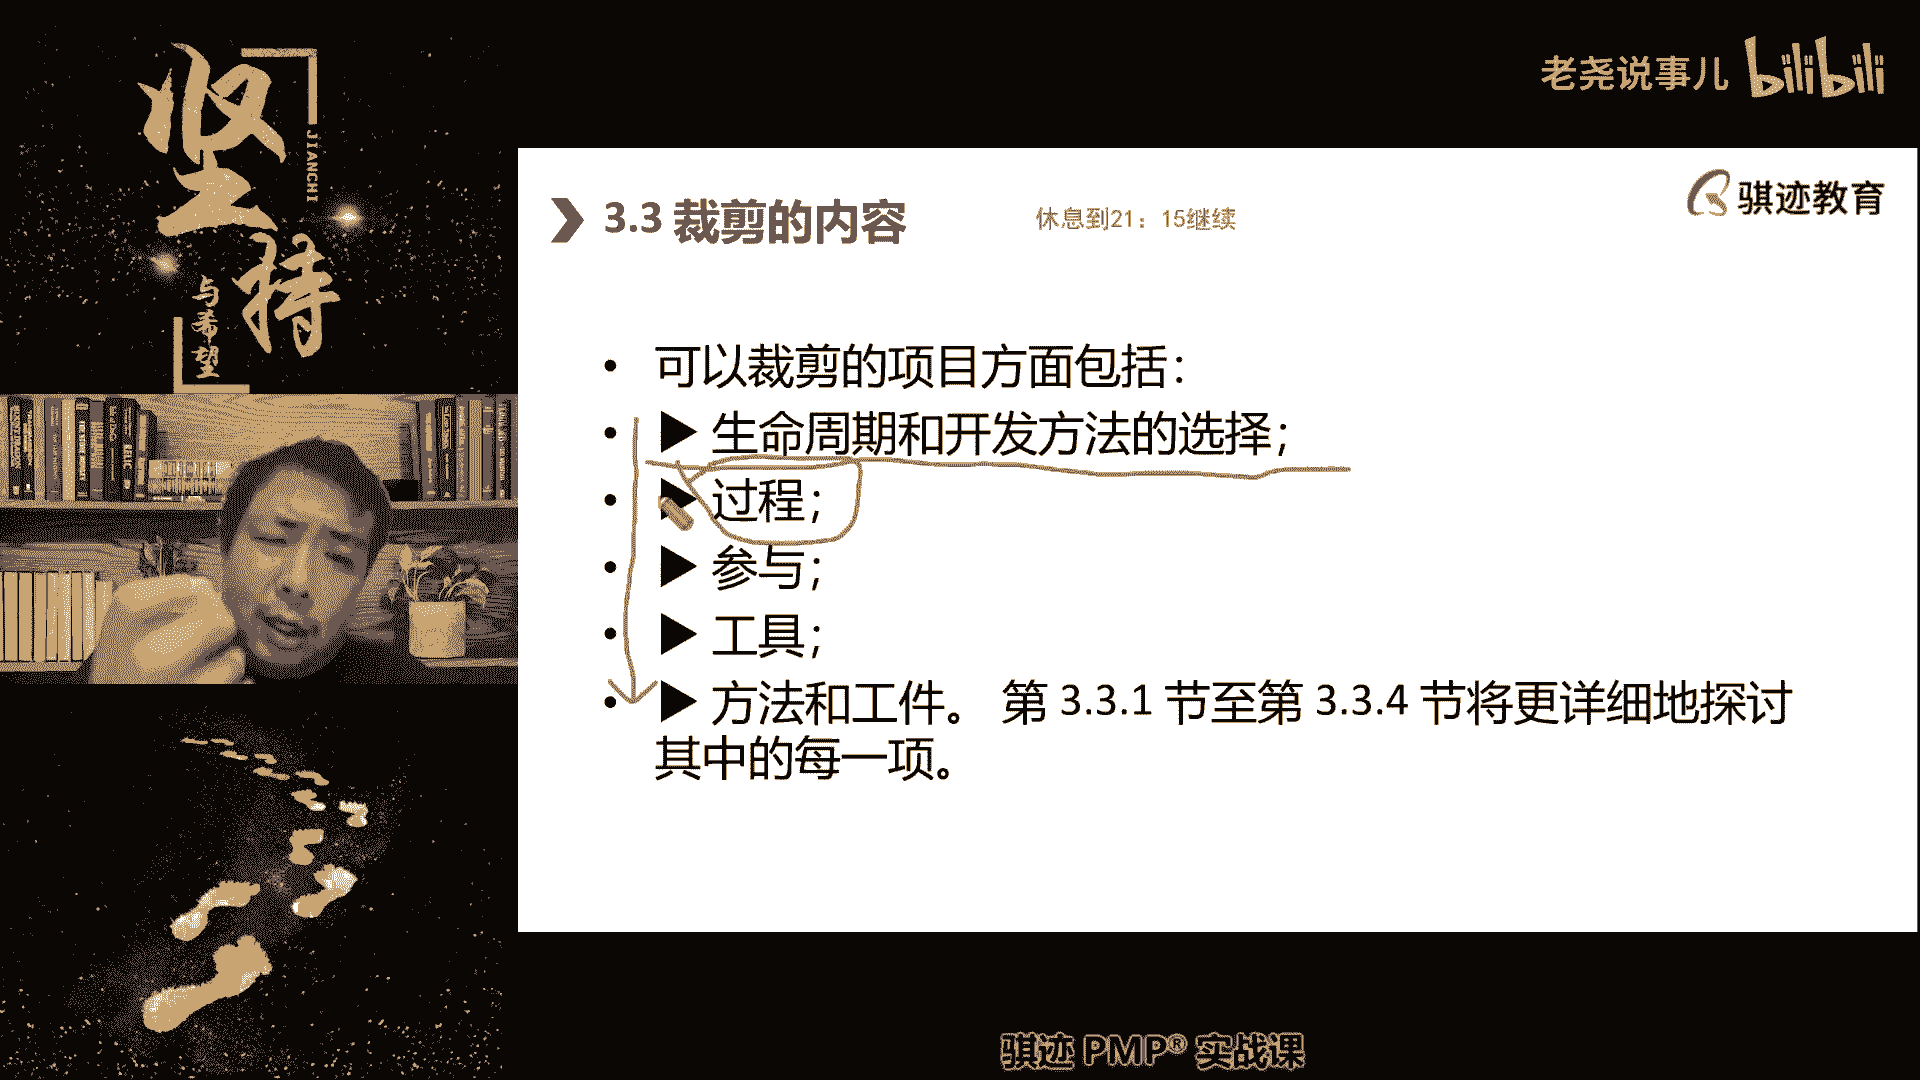 坚持
JIANCHI
与希望
老尧说事儿 bilibili
骐迹教育
3.3 裁剪的内容
休息到21：15继续
• 可以裁剪的项目方面包括：
• ▶ 生命周期和开发方法的选择；
• ▶ 过程；
• ▶ 参与；
• ▶ 工具；
• ▶ 方法和工件。 第 3.3.1 节至第 3.3.4 节将更详细地探讨
其中的每一项。
骐迹 PMP® 实战课